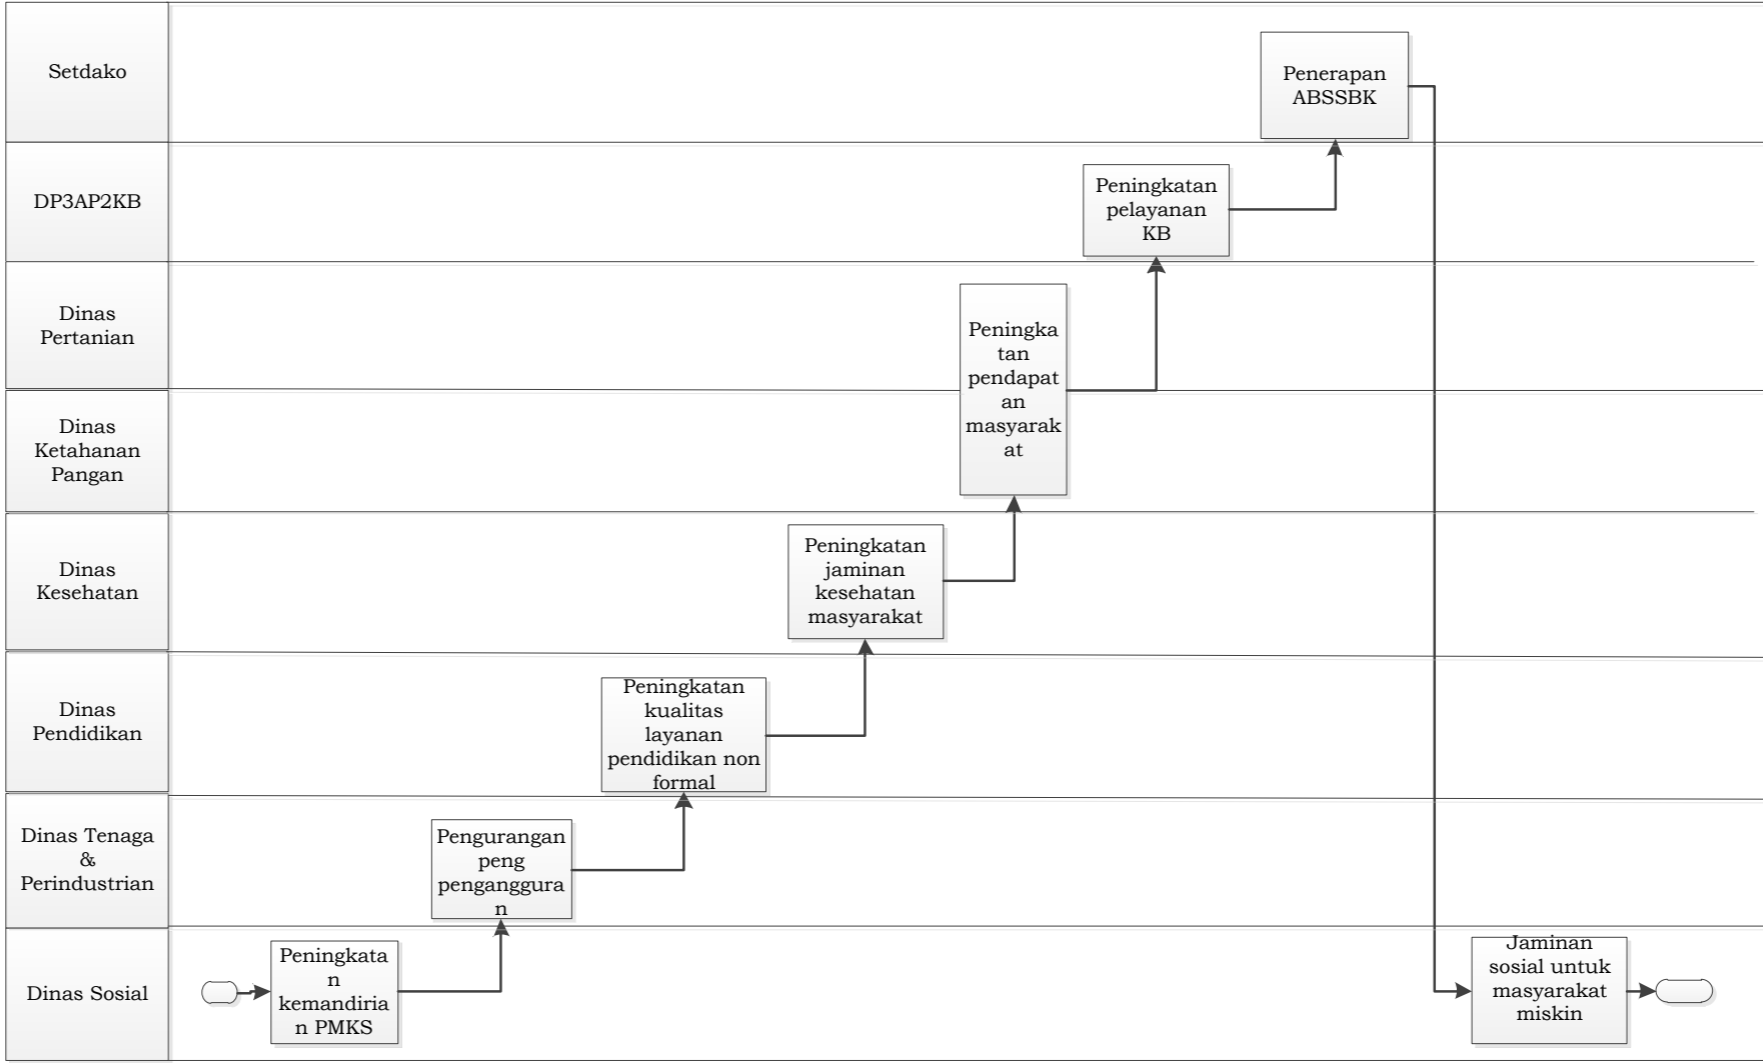 Setdako
Penerapan
ABSSBK
DP3AP2KB
Peningkatan
pelayanan
KB
Dinas
Pertanian
Peningka
tan
pendapat
an
masyarak
at
Dinas
Ketahanan
Pangan
Dinas
Kesehatan
Peningkatan
jaminan
kesehatan
masyarakat
Dinas
Pendidikan
Peningkatan
kualitas
layanan
pendidikan non
formal
Dinas Tenaga
&
Perindustrian
Pengurangan
peng
penganggura
n
Dinas Sosial
Peningkata
n
kemandiria
n PMKS
Jaminan
sosial untuk
masyarakat
miskin